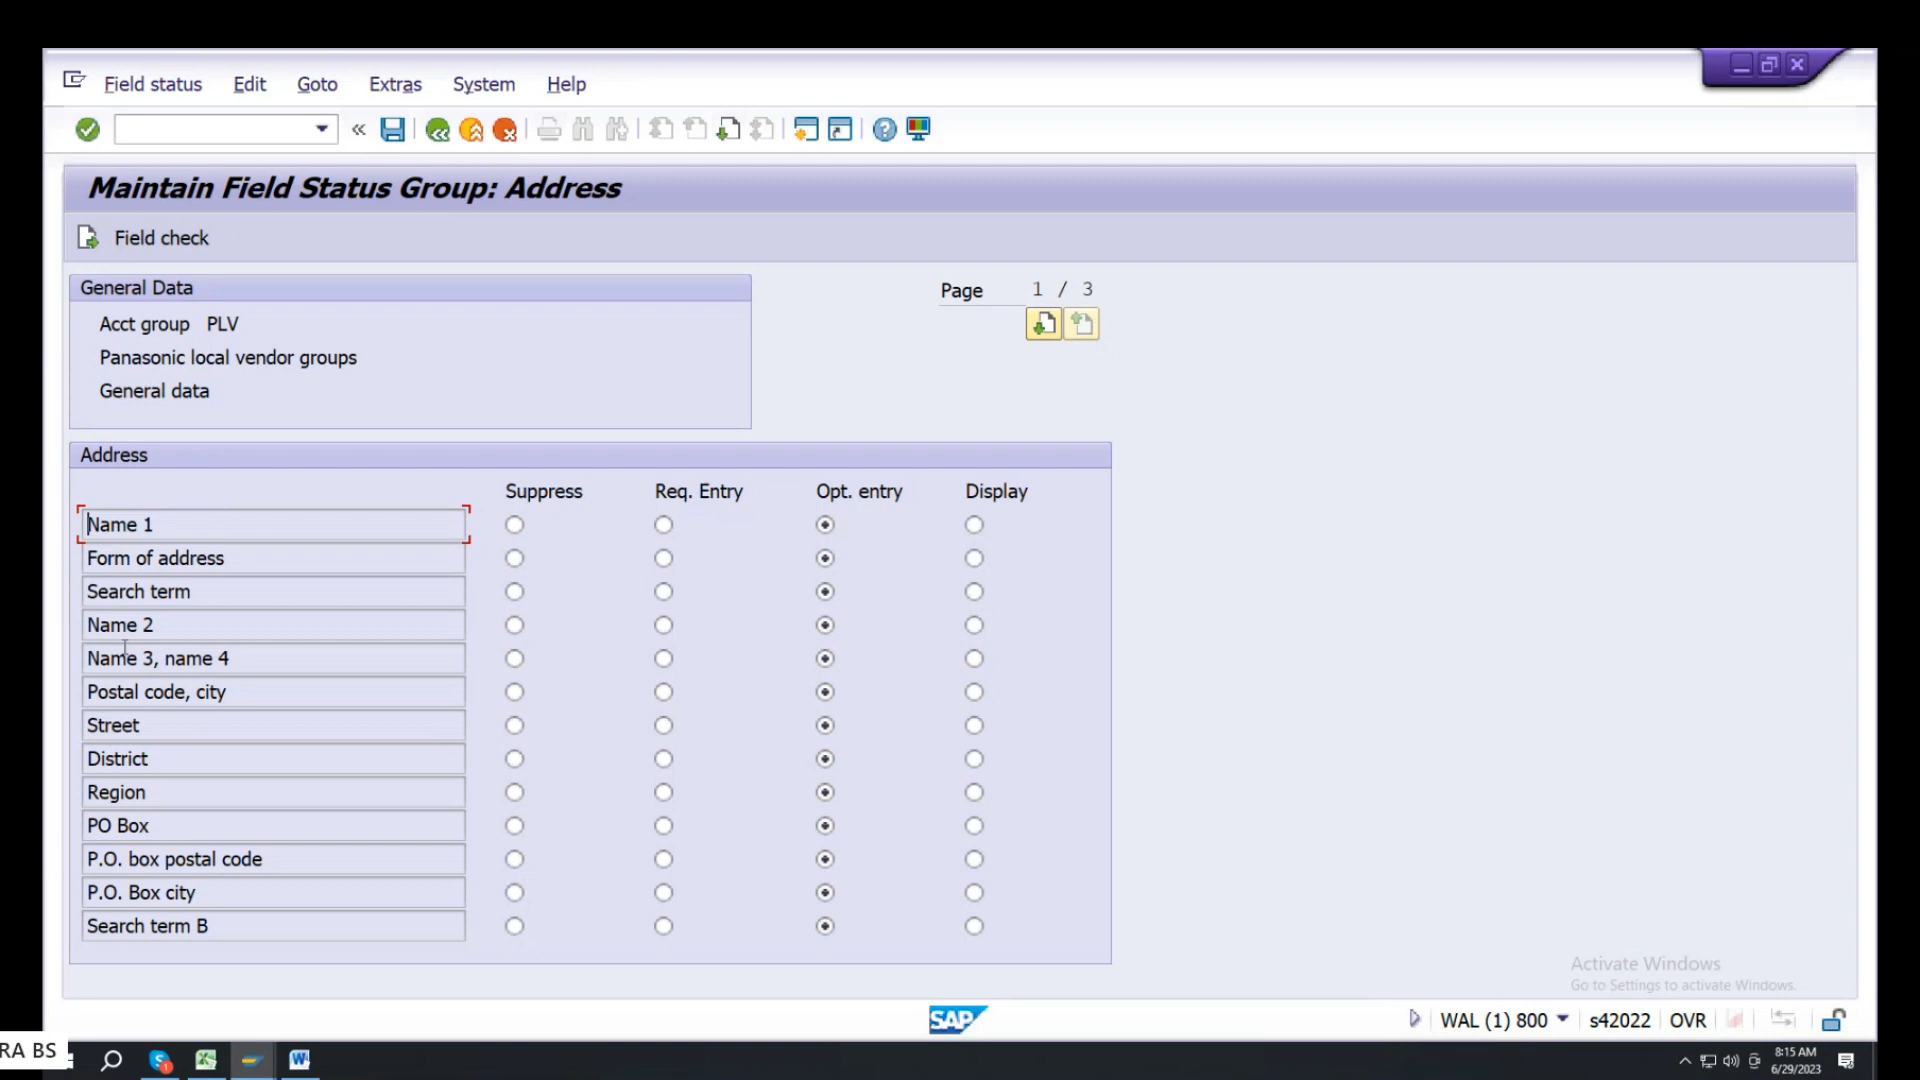 Field status Edit Goto Extras System Help
Maintain Field Status Group: Address
Field check
General Data
Page 1 / 3
Acct group PLV
Panasonic local vendor groups
General data
Address
Suppress Req. Entry Opt. entry Display
Name 1
Form of address
Search term
Name 2
Name 3, name 4
Postal code, city
Street
District
Region
PO Box
P.O. box postal code
P.O. Box city
Search term B
Activate Windows
Go to Settings to activate Windows.
SAP
WAL (1) 800 s42022 OVR
RA BS
8:15 AM
6/29/2023